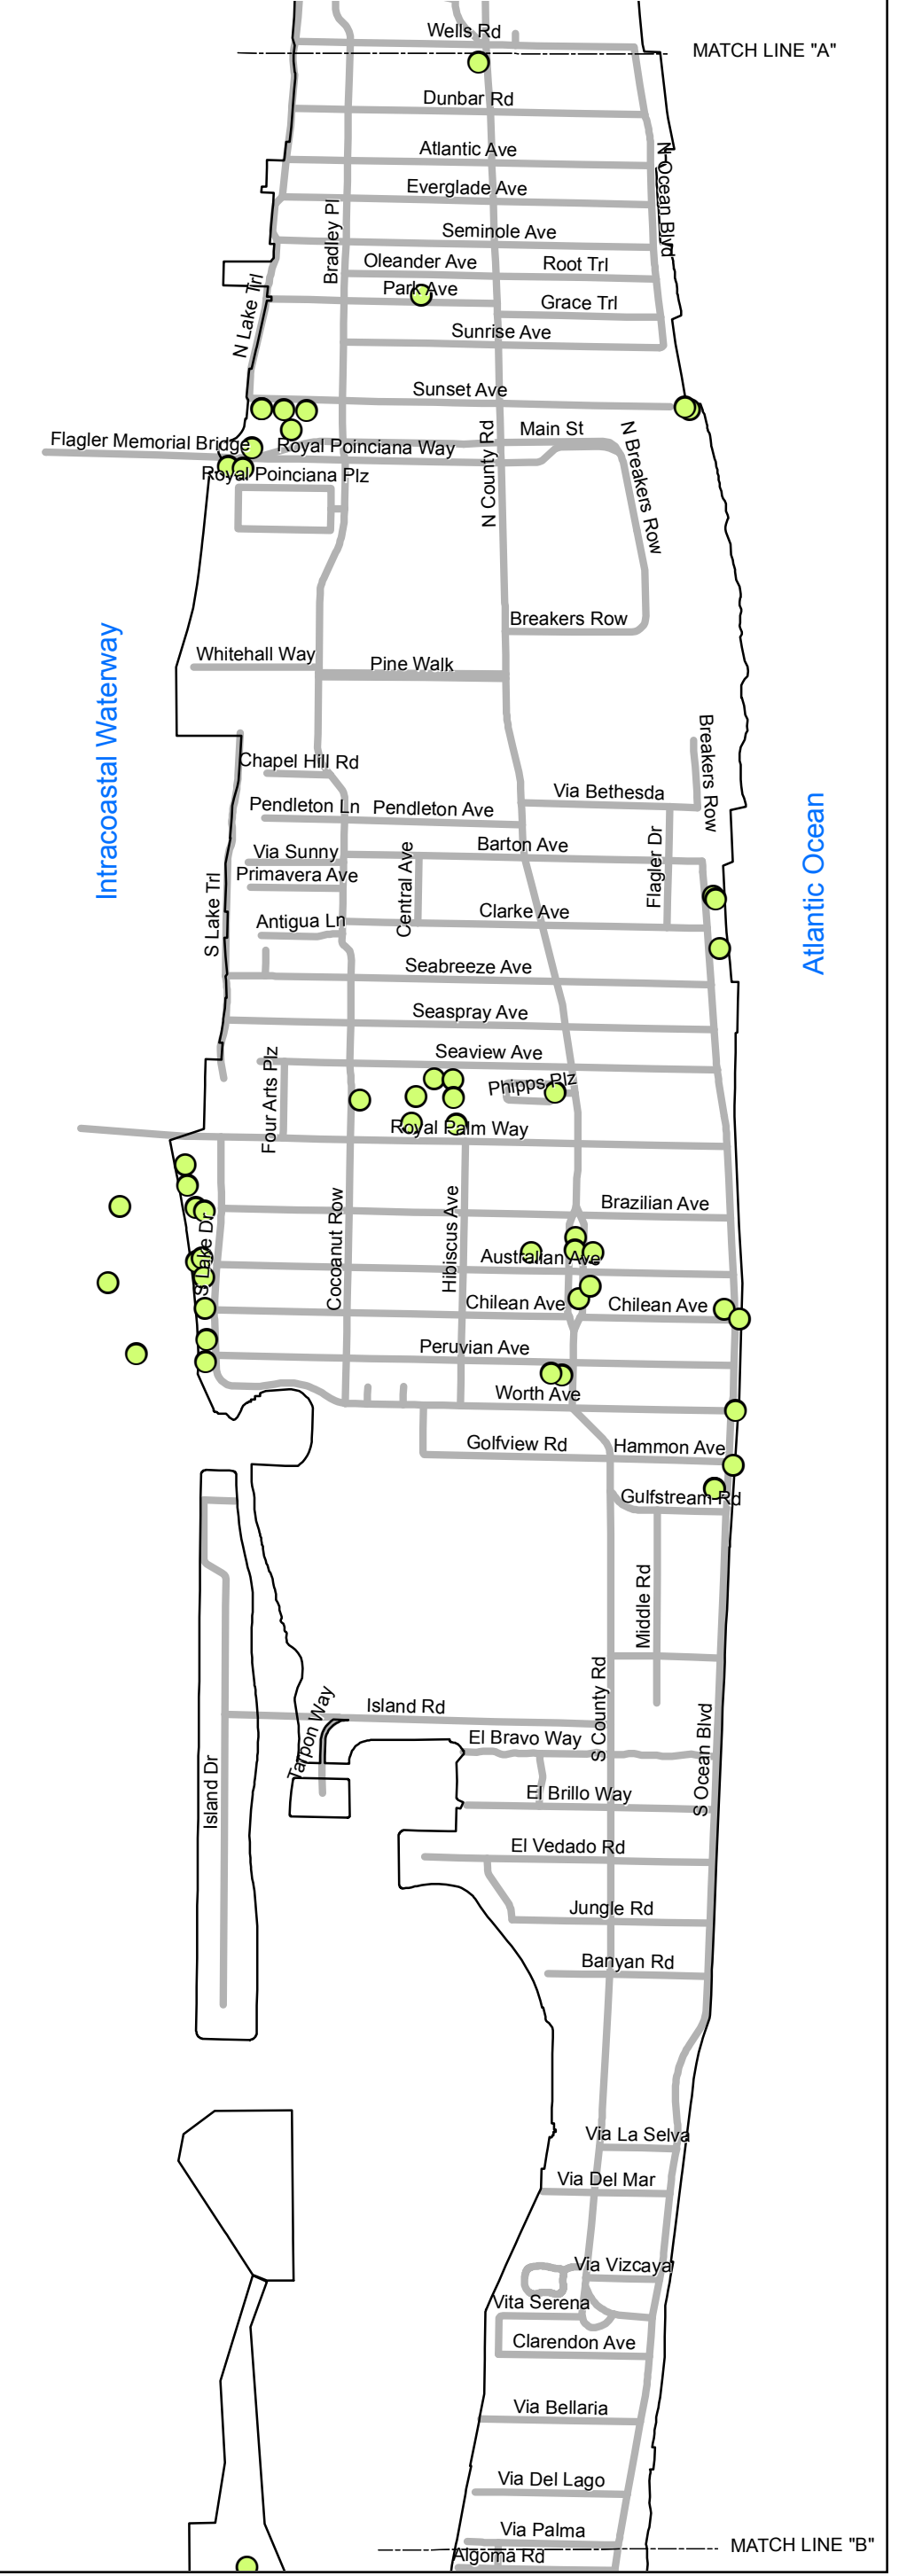 Wells Rd
MATCH LINE "A"
Dunbar Rd
Atlantic Ave
N Ocean Blvd
Everglade Ave
Bradley Pl
Seminole Ave
Oleander Ave
Root Trl
Park Ave
Grace Trl
N Lake Trl
Sunrise Ave
Sunset Ave
Flagler Memorial Bridge
Royal Poinciana Way
Main St
N County Rd
N Breakers Row
Royal Poinciana Plz
Breakers Row
Intracoastal Waterway
Whitehall Way
Pine Walk
Chapel Hill Rd
Breakers Row
Via Bethesda
Pendleton Ln
Pendleton Ave
Atlantic Ocean
Via Sunny
Barton Ave
Flagler Dr
Primavera Ave
Central Ave
S Lake Trl
Antigua Ln
Clarke Ave
Seabreeze Ave
Seaspray Ave
Seaview Ave
Four Arts Plz
Phipps Plz
Royal Palm Way
Brazilian Ave
S Lake Dr
Cocoanut Row
Hibiscus Ave
Australian Ave
Chilean Ave
Chilean Ave
Peruvian Ave
Worth Ave
Golfview Rd
Hammon Ave
Gulfstream Rd
Middle Rd
S County Rd
Tarpon Way
Island Rd
El Bravo Way
S Ocean Blvd
Island Dr
El Brillo Way
El Vedado Rd
Jungle Rd
Banyan Rd
Via La Selva
Via Del Mar
Via Vizcaya
Vita Serena
Clarendon Ave
Via Bellaria
Via Del Lago
Via Palma
MATCH LINE "B"
Algoma Rd